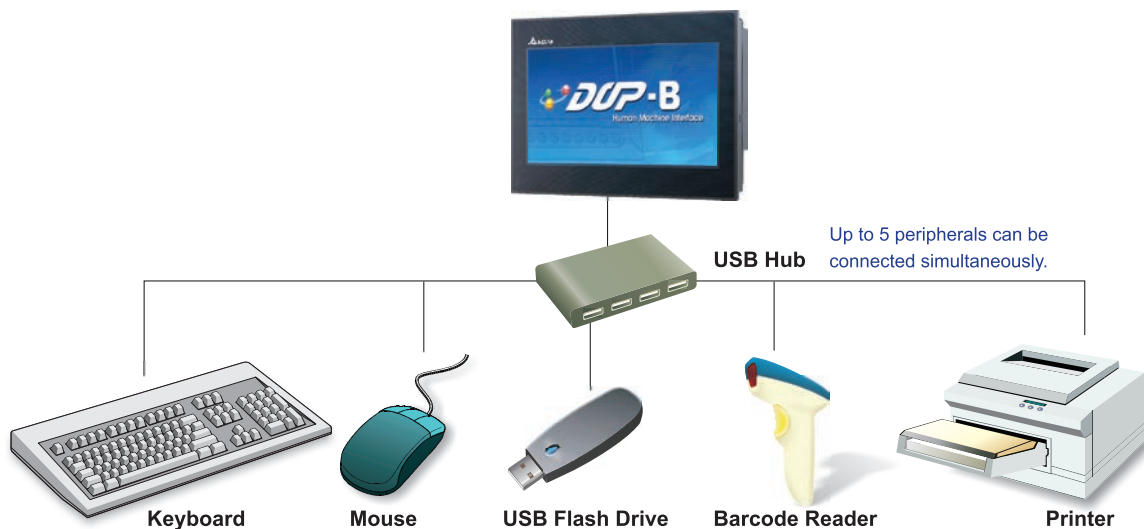 DOP-B
Human Machine Interface
USB Hub
Up to 5 peripherals can be
connected simultaneously.
Keyboard
Mouse
USB Flash Drive
Barcode Reader
Printer